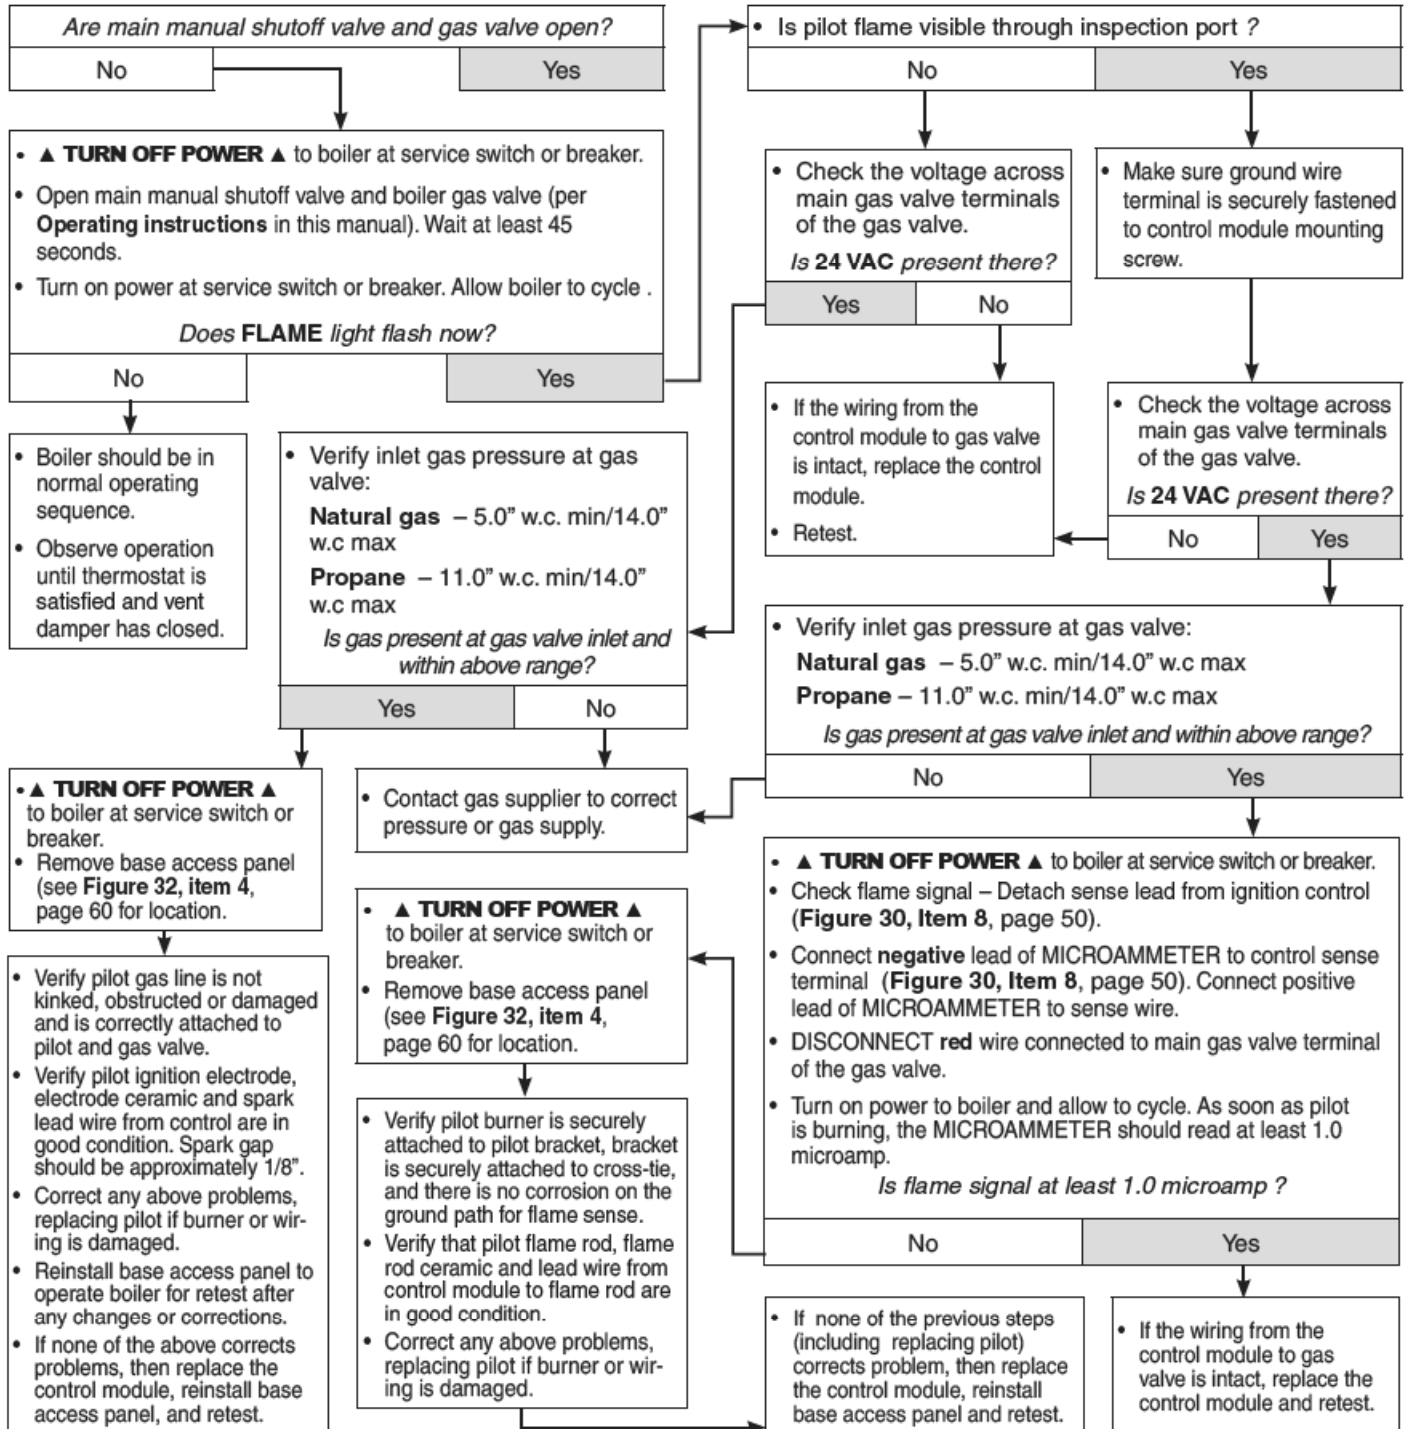 Are main manual shutoff valve and gas valve open?
No
Yes
• ▲ TURN OFF POWER ▲ to boiler at service switch or breaker.
• Open main manual shutoff valve and boiler gas valve (per
Operating instructions in this manual). Wait at least 45
seconds.
• Turn on power at service switch or breaker. Allow boiler to cycle .
Does FLAME light flash now?
No
Yes
• Boiler should be in
normal operating
sequence.
• Observe operation
until thermostat is
satisfied and vent
damper has closed.
• Is pilot flame visible through inspection port ?
No
Yes
• Check the voltage across
main gas valve terminals
of the gas valve.
Is 24 VAC present there?
Yes
No
• Make sure ground wire
terminal is securely fastened
to control module mounting
screw.
• If the wiring from the
control module to gas valve
is intact, replace the control
module.
• Retest.
• Check the voltage across
main gas valve terminals
of the gas valve.
Is 24 VAC present there?
No
Yes
• Verify inlet gas pressure at gas
valve:
Natural gas – 5.0” w.c. min/14.0”
w.c max
Propane – 11.0” w.c. min/14.0”
w.c max
Is gas present at gas valve inlet and
within above range?
Yes
No
• Verify inlet gas pressure at gas valve:
Natural gas – 5.0” w.c. min/14.0” w.c max
Propane – 11.0” w.c. min/14.0” w.c max
Is gas present at gas valve inlet and within above range?
No
Yes
• ▲ TURN OFF POWER ▲
to boiler at service switch or
breaker.
• Remove base access panel
(see Figure 32, item 4,
page 60 for location.
• Contact gas supplier to correct
pressure or gas supply.
• Verify pilot gas line is not
kinked, obstructed or damaged
and is correctly attached to
pilot and gas valve.
• Verify pilot ignition electrode,
electrode ceramic and spark
lead wire from control are in
good condition. Spark gap
should be approximately 1/8”.
• Correct any above problems,
replacing pilot if burner or wir-
ing is damaged.
• Reinstall base access panel to
operate boiler for retest after
any changes or corrections.
• If none of the above corrects
problems, then replace the
control module, reinstall base
access panel, and retest.
• ▲ TURN OFF POWER ▲
to boiler at service switch or
breaker.
• Remove base access panel
(see Figure 32, item 4,
page 60 for location.
• Verify pilot burner is securely
attached to pilot bracket, bracket
is securely attached to cross-tie,
and there is no corrosion on the
ground path for flame sense.
• Verify that pilot flame rod, flame
rod ceramic and lead wire from
control module to flame rod are
in good condition.
• Correct any above problems,
replacing pilot if burner or wir-
ing is damaged.
• ▲ TURN OFF POWER ▲ to boiler at service switch or breaker.
• Check flame signal – Detach sense lead from ignition control
(Figure 30, Item 8, page 50).
• Connect negative lead of MICROAMMETER to control sense
terminal (Figure 30, Item 8, page 50). Connect positive
lead of MICROAMMETER to sense wire.
• DISCONNECT red wire connected to main gas valve terminal
of the gas valve.
• Turn on power to boiler and allow to cycle. As soon as pilot
is burning, the MICROAMMETER should read at least 1.0
microamp.
Is flame signal at least 1.0 microamp ?
No
Yes
• If none of the previous steps
(including replacing pilot)
corrects problem, then replace
the control module, reinstall
base access panel and retest.
• If the wiring from the
control module to gas
valve is intact, replace the
control module and retest.